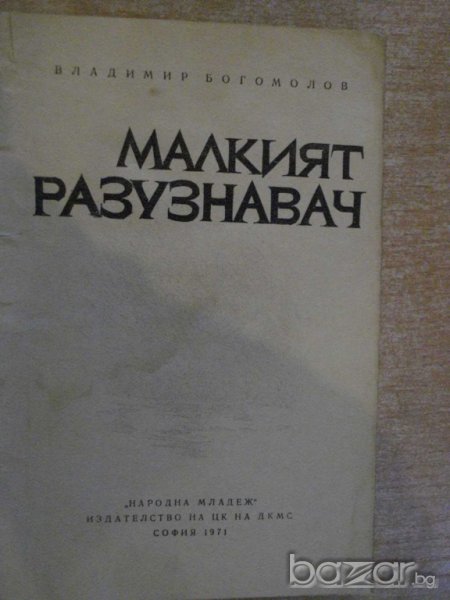 ВЛАДИМИР БОГОМОЛОВ
МАЛКИЯТ
РАЗУЗНАВАЧ
„НАРОДНА МЛАДЕЖ“
ИЗДАТЕЛСТВО НА ЦК НА ДКМС
СОФИЯ 1971
bazar.bg